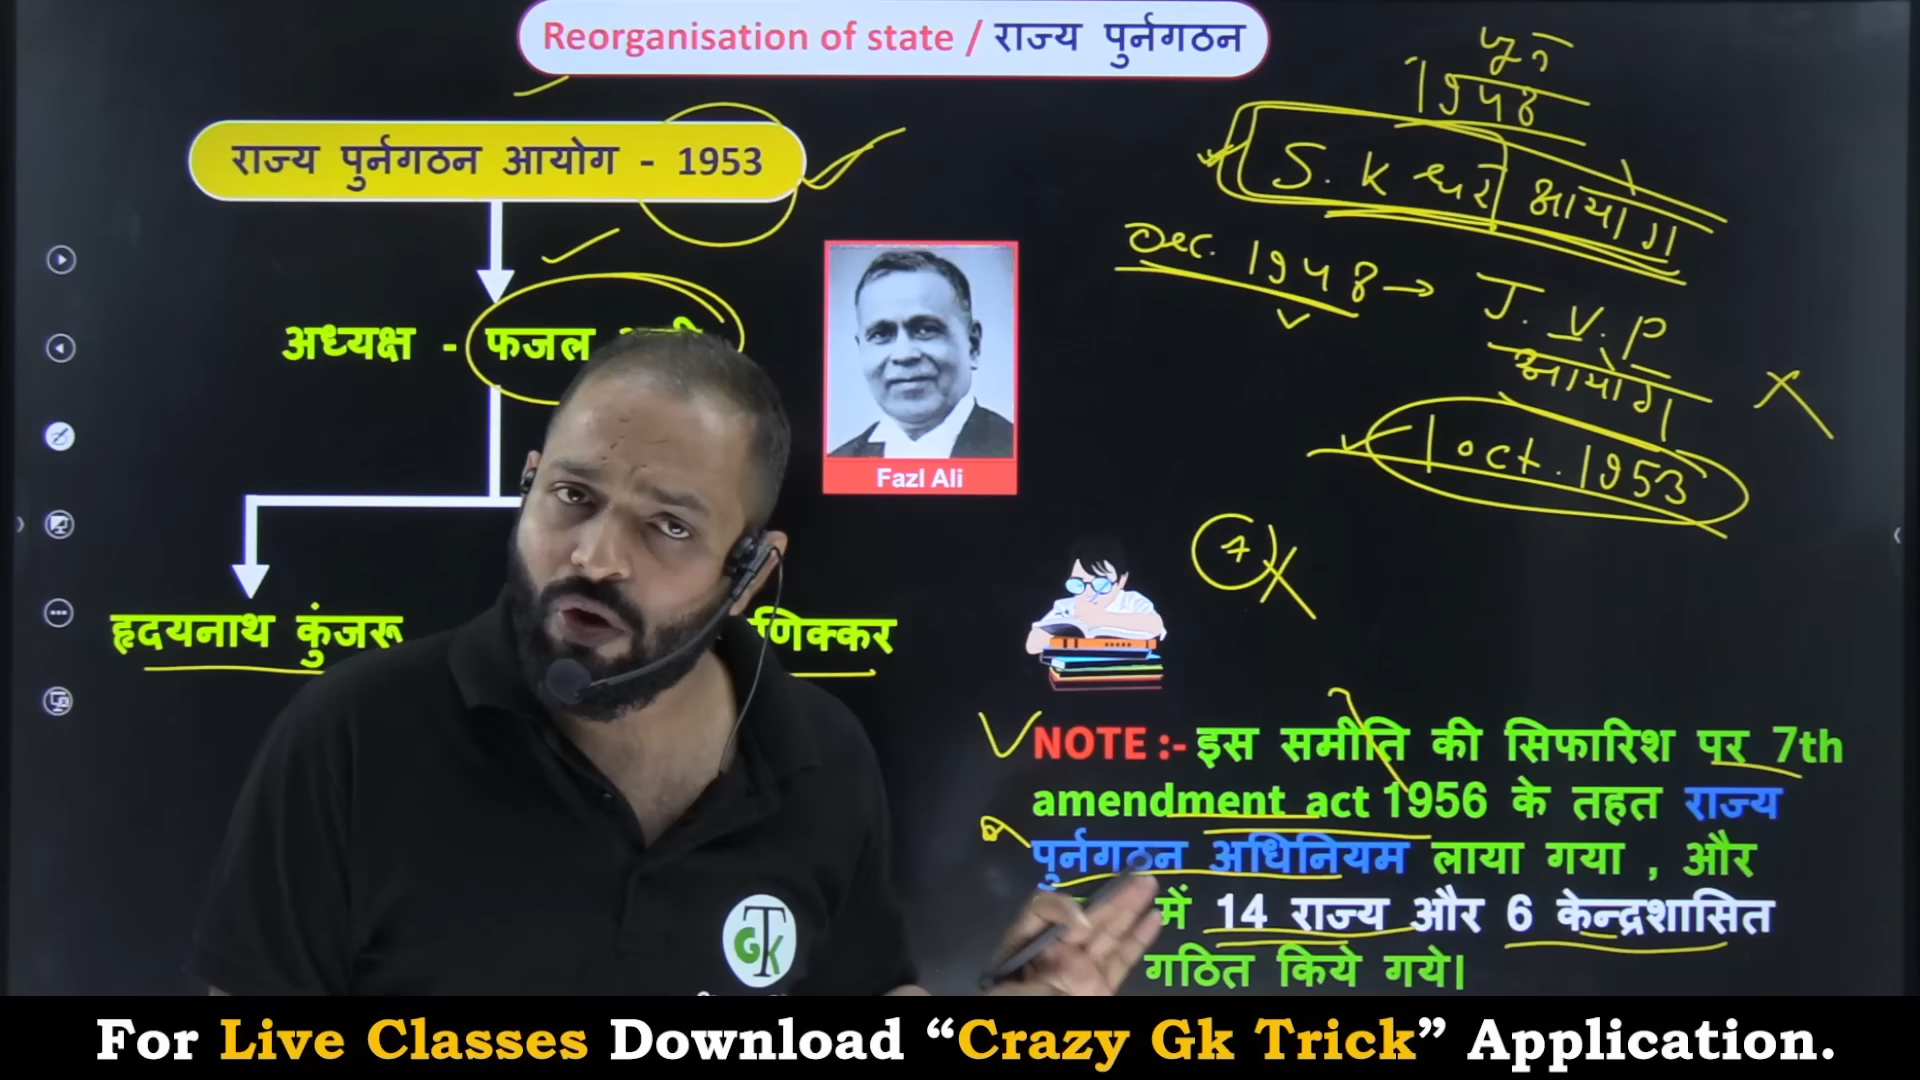 Reorganisation of state / राज्य पुर्नगठन
राज्य पुर्नगठन आयोग - 1953
अध्यक्ष - फजल
Fazl Ali
हृदयनाथ कुंजरू
णिक्कर
जून
1948
S. K धर आयोग
Dec. 1948 → J. V. P
आयोग
1 oct. 1953
7
NOTE :- इस समीति की सिफारिश पर 7th
amendment act 1956 के तहत राज्य
पुर्नगठन अधिनियम लाया गया , और
में 14 राज्य और 6 केन्द्रशासित
गठित किये गये।
GTK
For Live Classes Download “Crazy Gk Trick” Application.